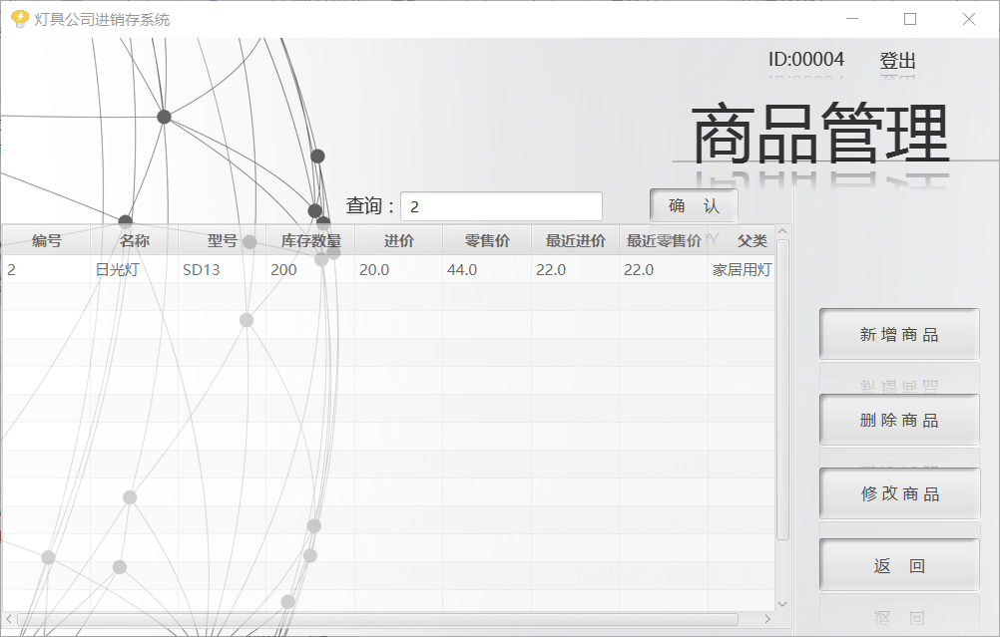 灯具公司进销存系统
ID:00004 登出
商品管理
查询： 2 确 认
编号 名称 型号 库存数量 进价 零售价 最近进价 最近零售价 父类
2 日光灯 SD13 200 20.0 44.0 22.0 22.0 家居用灯
新 增 商 品
删 除 商 品
修 改 商 品
返 回